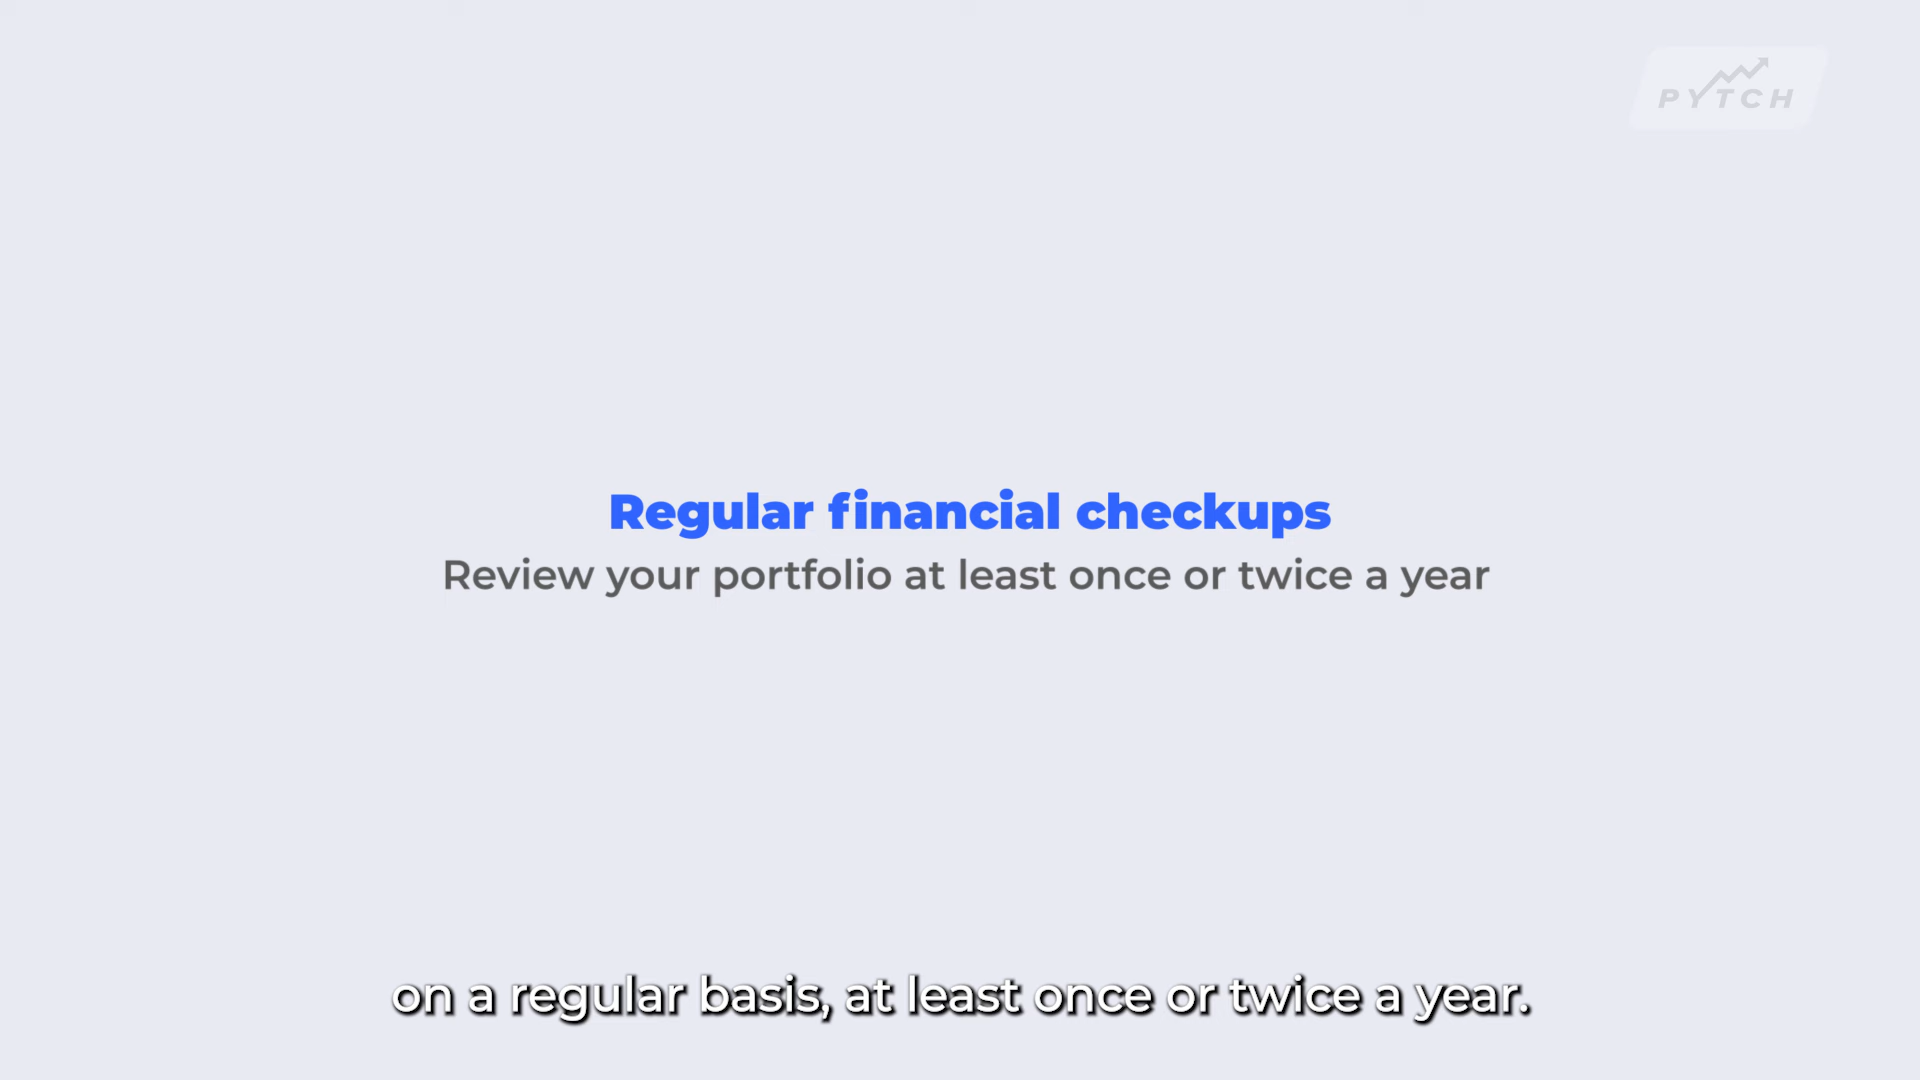 PYTCH
Regular financial checkups
Review your portfolio at least once or twice a year
on a regular basis, at least once or twice a year.